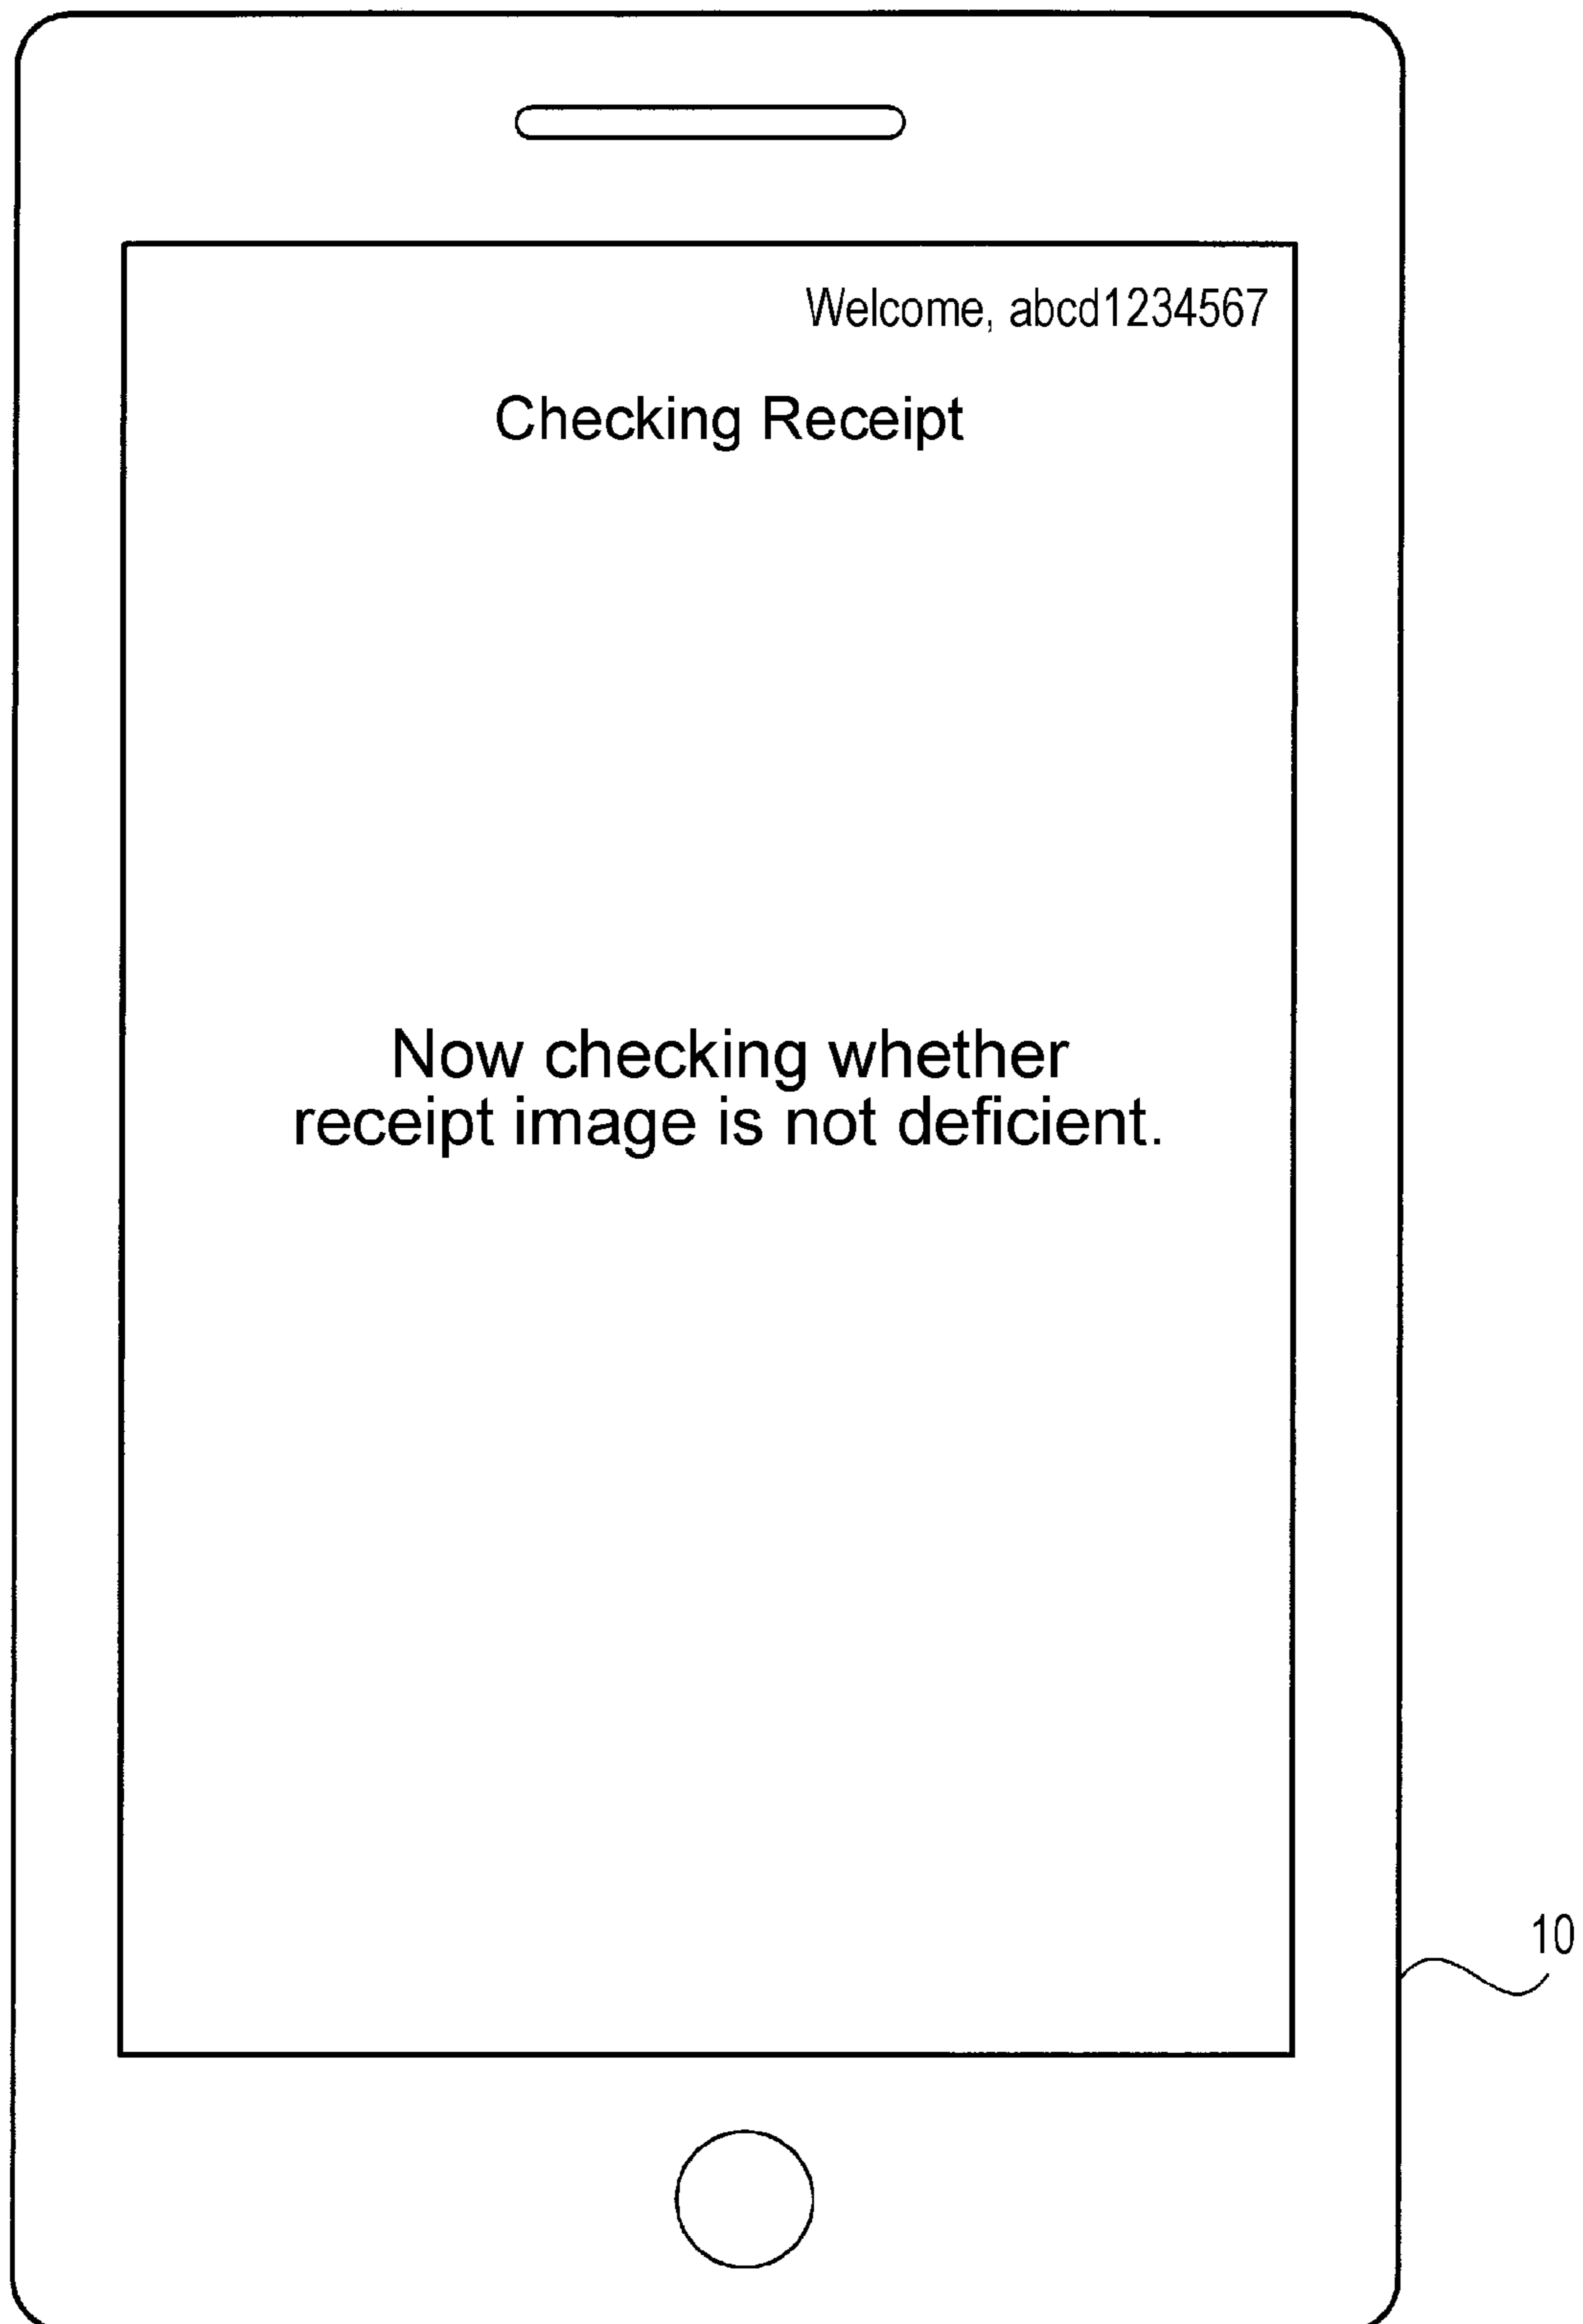 Welcome, abcd1234567
Checking Receipt
Now checking whether
receipt image is not deficient.
10